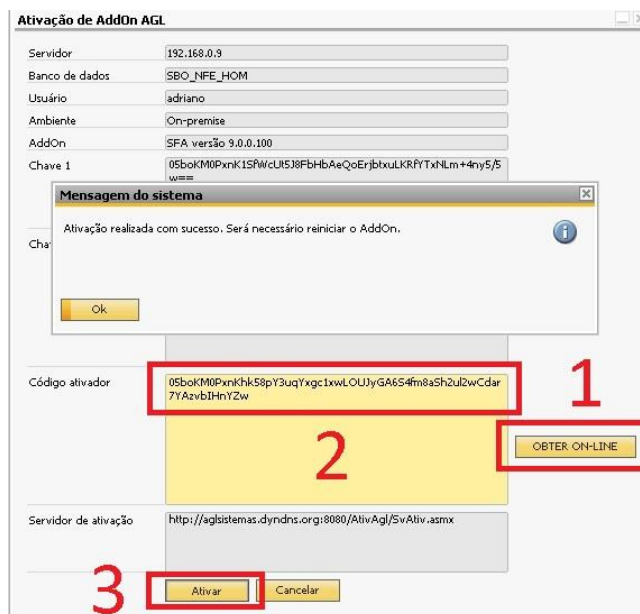 Ativação de AddOn AGL
Servidor 192.168.0.9
Banco de dados SBO_NFE_HOM
Usuário adriano
Ambiente On-premise
AddOn SFA versão 9.0.0.100
Chave 1 05boKM0PxnK1SfWcUt5J8FbHbAeQoErjbtxuLKRfYTxNLm+4ny5/5
w==
Mensagem do sistema
Ativação realizada com sucesso. Será necessário reiniciar o AddOn.
Ok
Código ativador 05boKM0PxnKhk58pY3uqYxgc1xwLOUJyGA6S4fm8aSh2ul2wCdar
7YAzvbIHnYZw
1
2
OBTER ON-LINE
Servidor de ativação http://aglsistemas.dyndns.org:8080/AtivAgl/SvAtiv.asmx
3
Ativar Cancelar